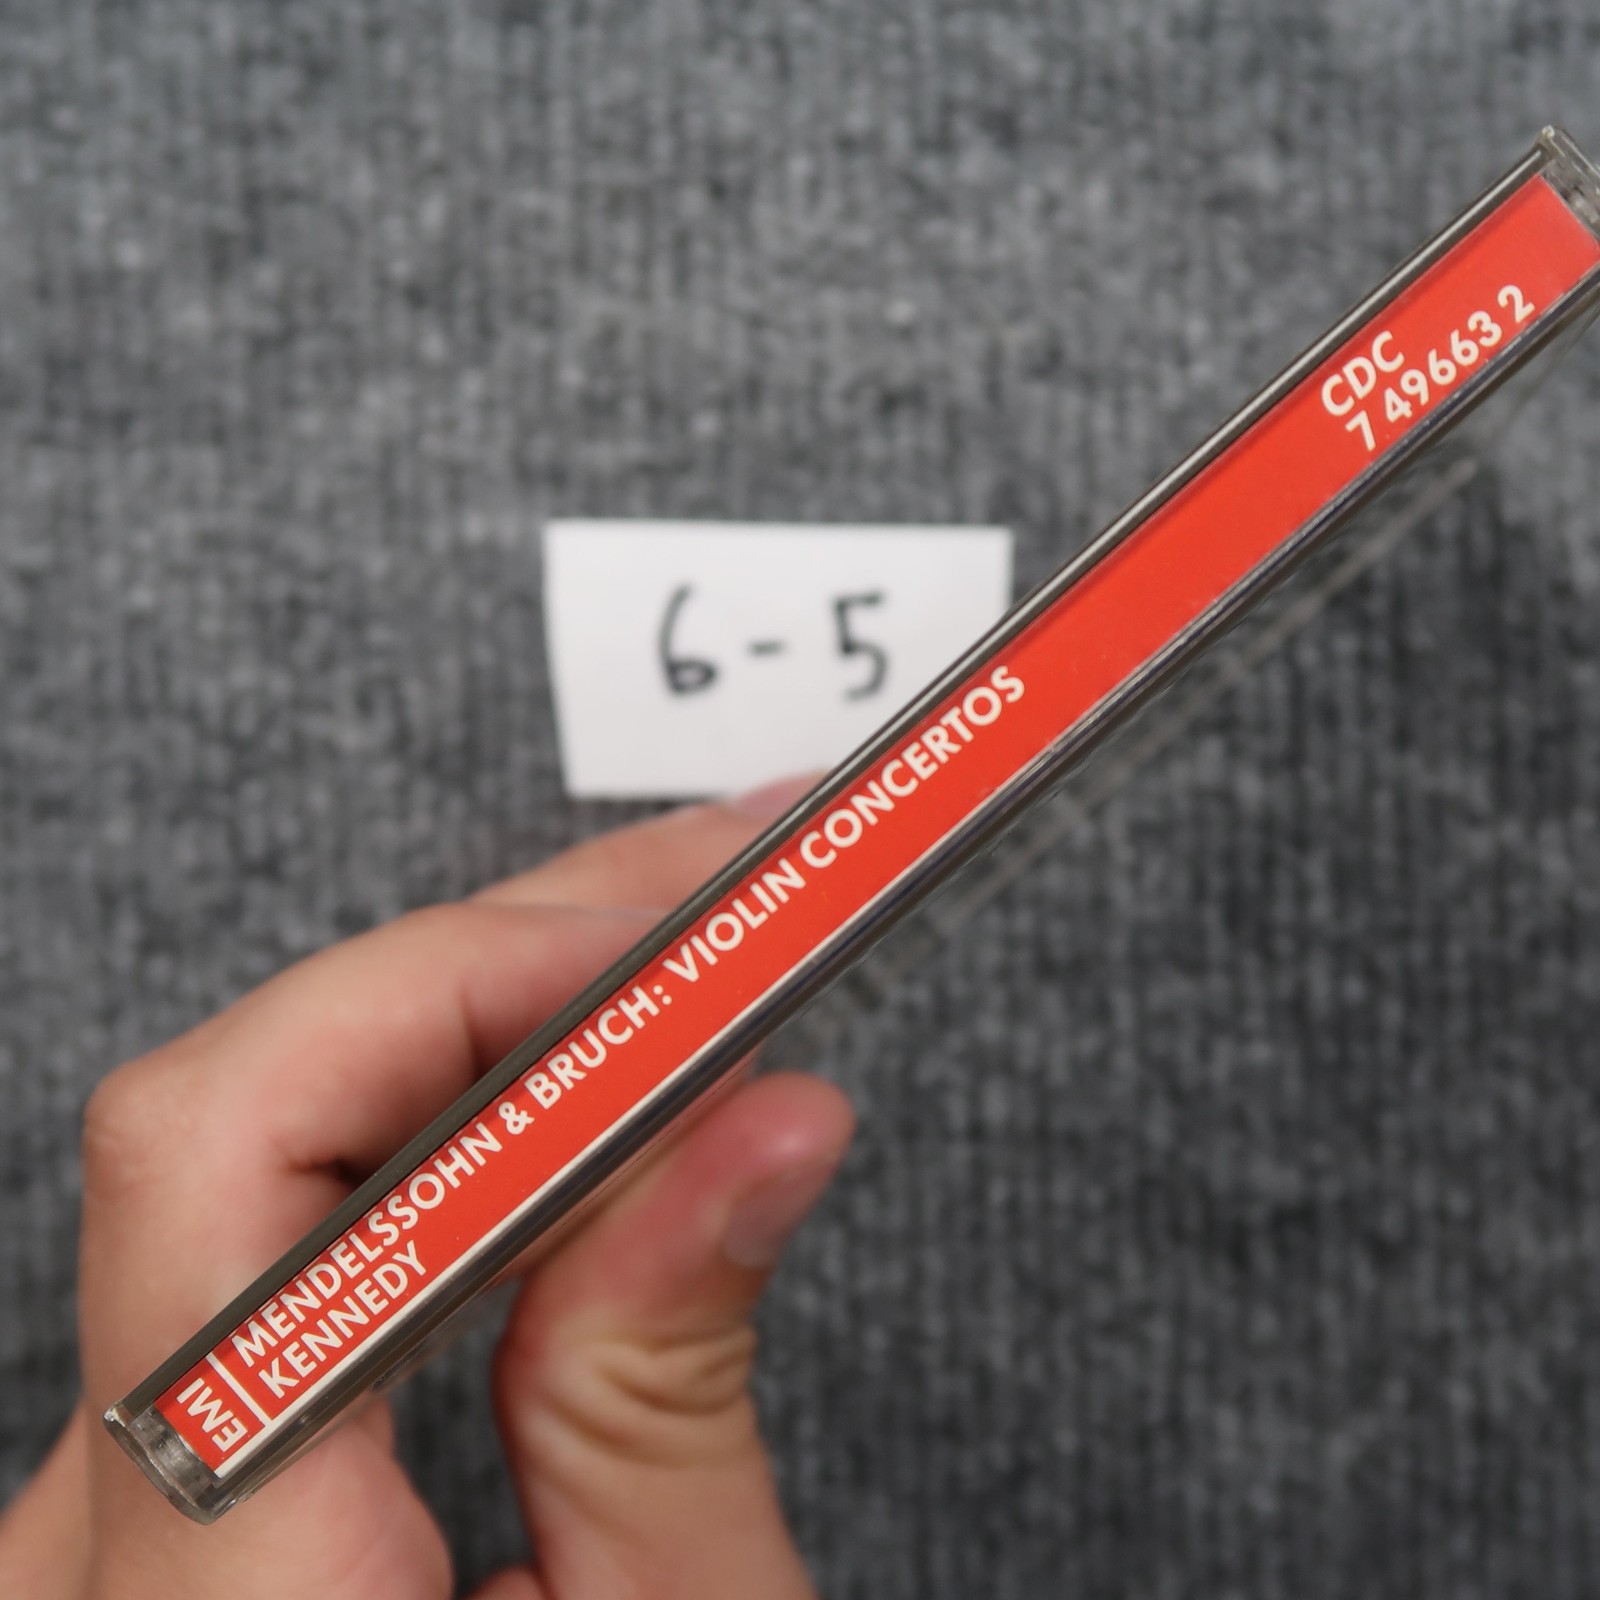 6-5
EMI
MENDELSSOHN & BRUCH: VIOLIN CONCERTOS
KENNEDY
CDC
7 49663 2